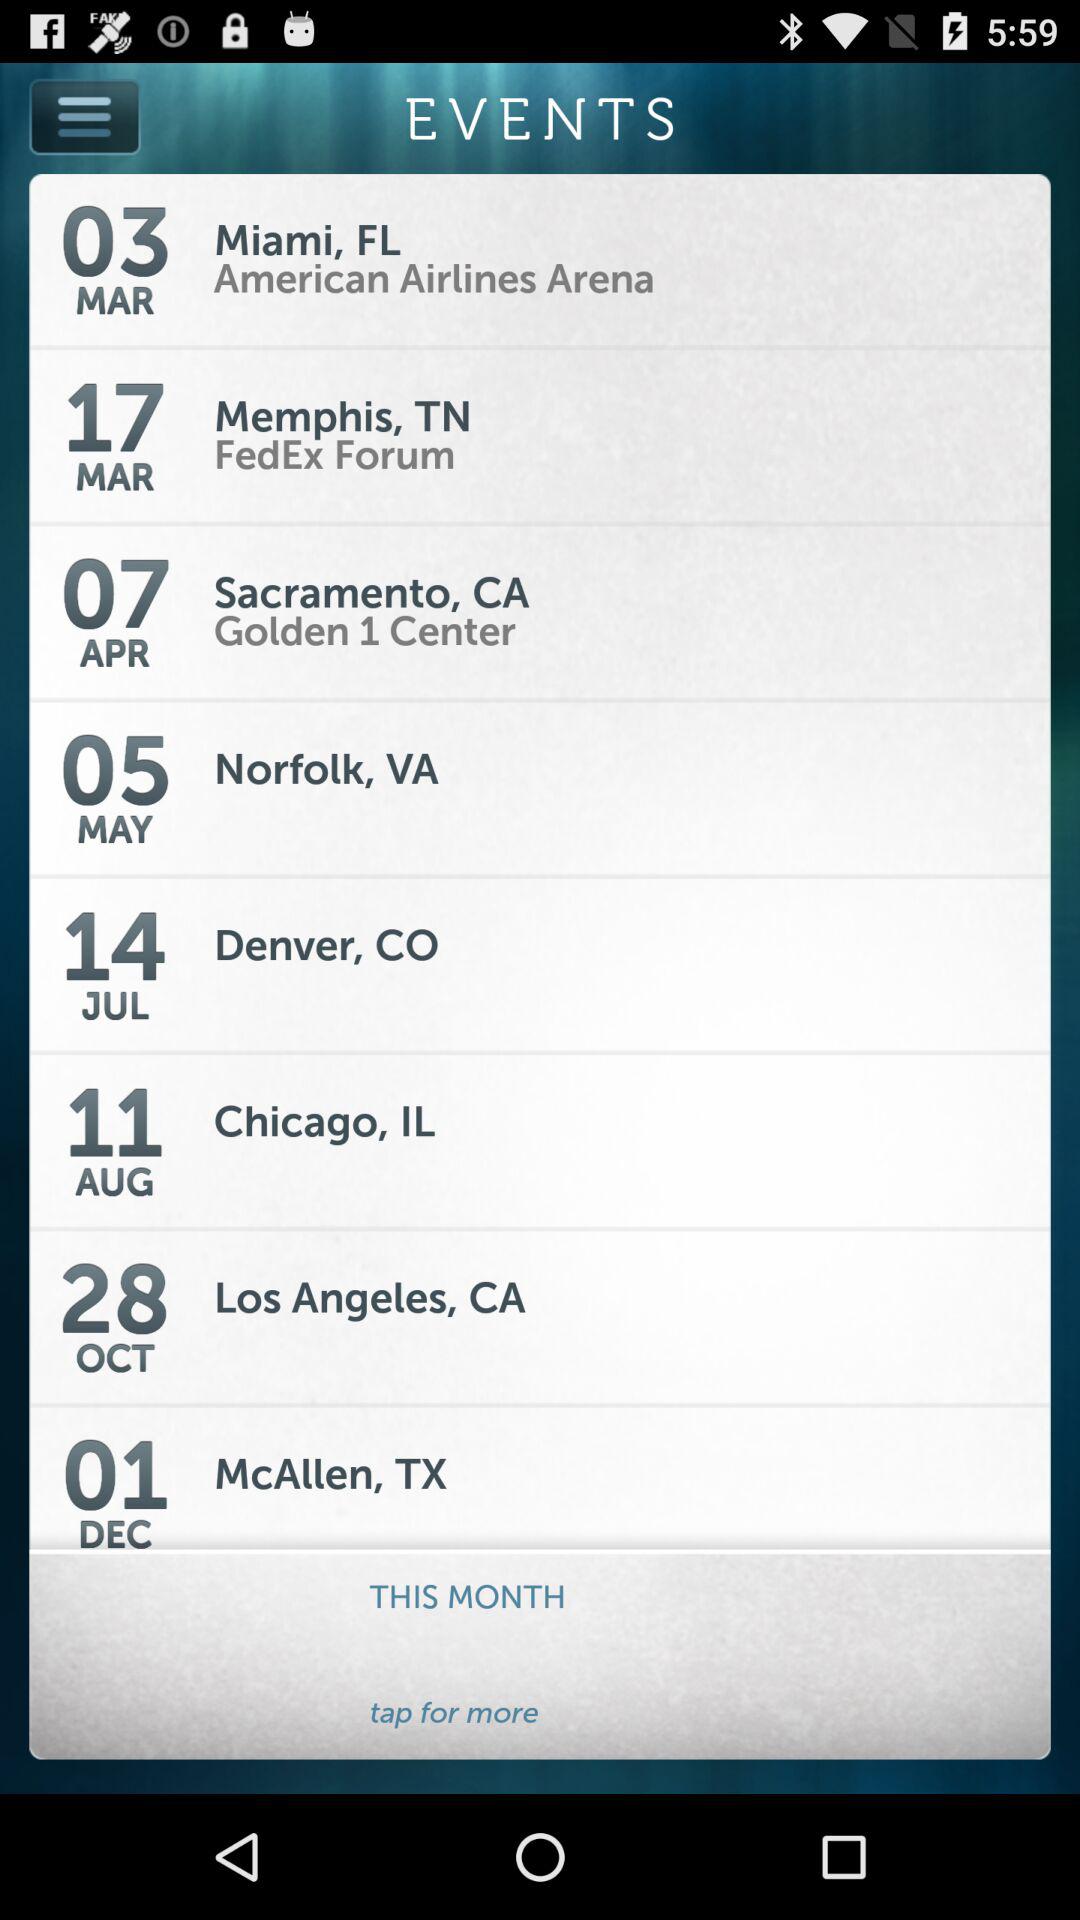 FAKE
5:59
EVENTS
03
MAR
Miami, FL
American Airlines Arena
17
MAR
Memphis, TN
FedEx Forum
07
APR
Sacramento, CA
Golden 1 Center
05
MAY
Norfolk, VA
14
JUL
Denver, CO
11
AUG
Chicago, IL
28
OCT
Los Angeles, CA
01
DEC
McAllen, TX
THIS MONTH
tap for more